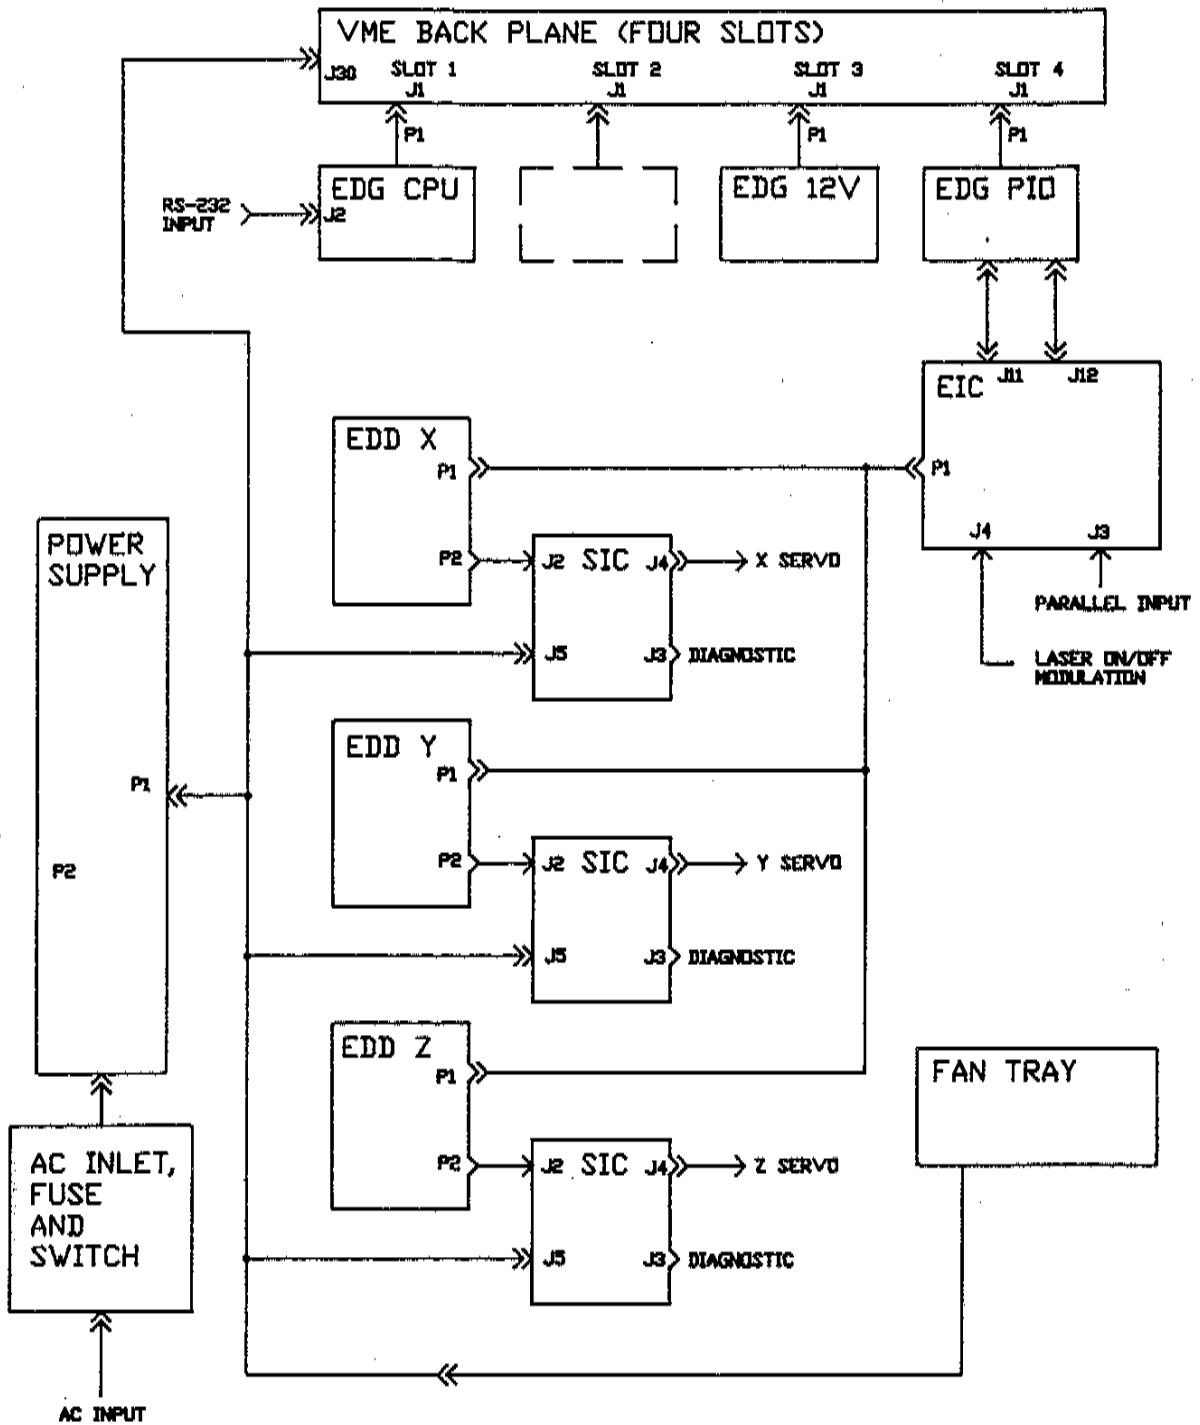 VME BACK PLANE (FOUR SLOTS)
J30
SLOT 1
SLOT 2
SLOT 3
SLOT 4
J1
J1
J1
J1
P1
P1
P1
EDG CPU
EDG 12V
EDG PIO
RS-232
INPUT
J2
J11
J12
EIC
EDD X
P1
P1
POWER
SUPPLY
P2
J2
SIC
J4
X SERVO
J4
J3
PARALLEL INPUT
J5
J3
DIAGNOSTIC
LASER ON/OFF
MODULATION
EDD Y
P1
P1
P2
J2
SIC
J4
Y SERVO
P2
J5
J3
DIAGNOSTIC
EDD Z
P1
FAN TRAY
AC INLET,
FUSE
AND
SWITCH
P2
J2
SIC
J4
Z SERVO
J5
J3
DIAGNOSTIC
AC INPUT